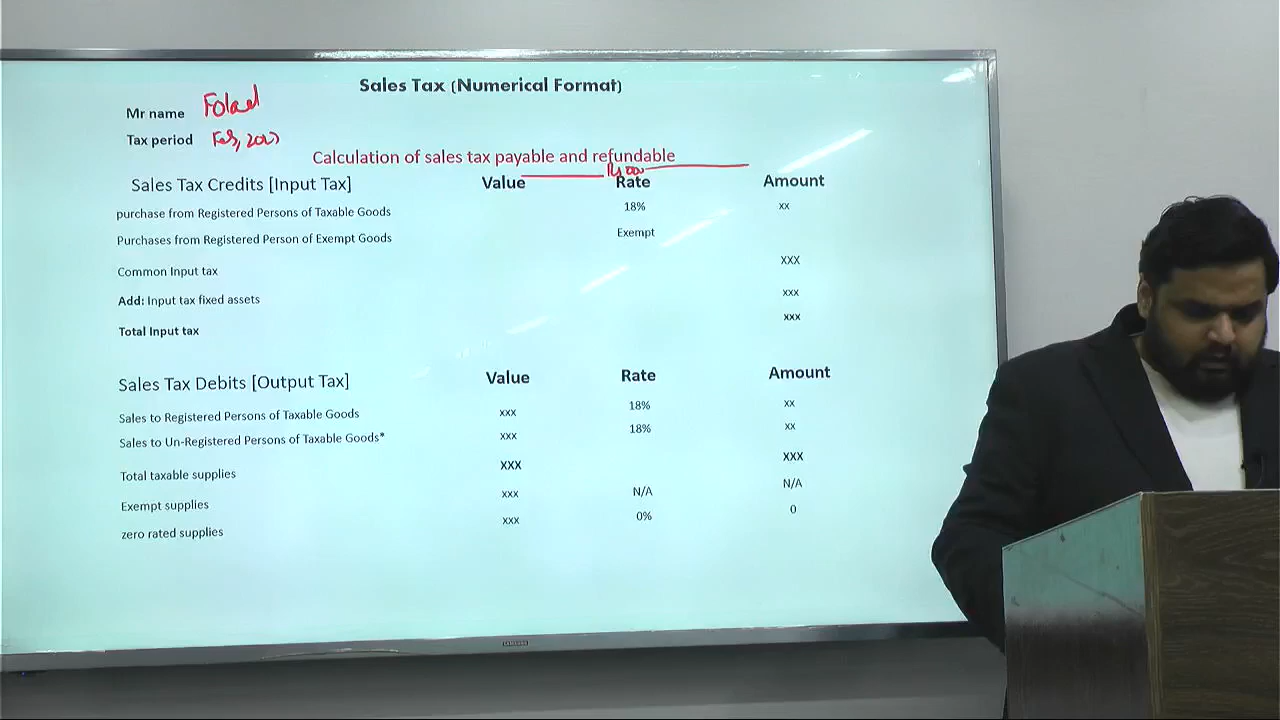 Sales Tax (Numerical Format)
Mr name
Tax period
Calculation of sales tax payable and refundable
Sales Tax Credits [Input Tax] Value Rate Amount
purchase from Registered Persons of Taxable Goods 18% xx
Purchases from Registered Person of Exempt Goods Exempt
Common Input tax xxx
Add: Input tax fixed assets xxx
Total Input tax xxx
Sales Tax Debits [Output Tax] Value Rate Amount
Sales to Registered Persons of Taxable Goods xxx 18% xx
Sales to Un-Registered Persons of Taxable Goods* xxx 18% xx
Total taxable supplies xxx xxx
Exempt supplies xxx N/A N/A
zero rated supplies xxx 0% 0
SAMSUNG